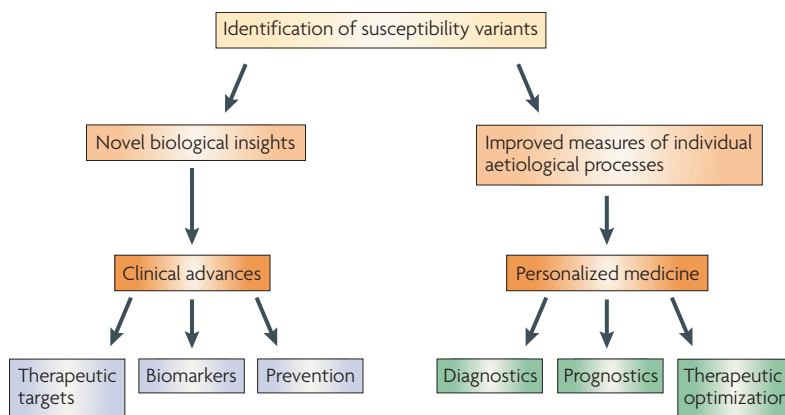 Identification of susceptibility variants
Novel biological insights
Improved measures of individual
aetiological processes
Clinical advances
Personalized medicine
Therapeutic
targets
Biomarkers
Prevention
Diagnostics
Prognostics
Therapeutic
optimization